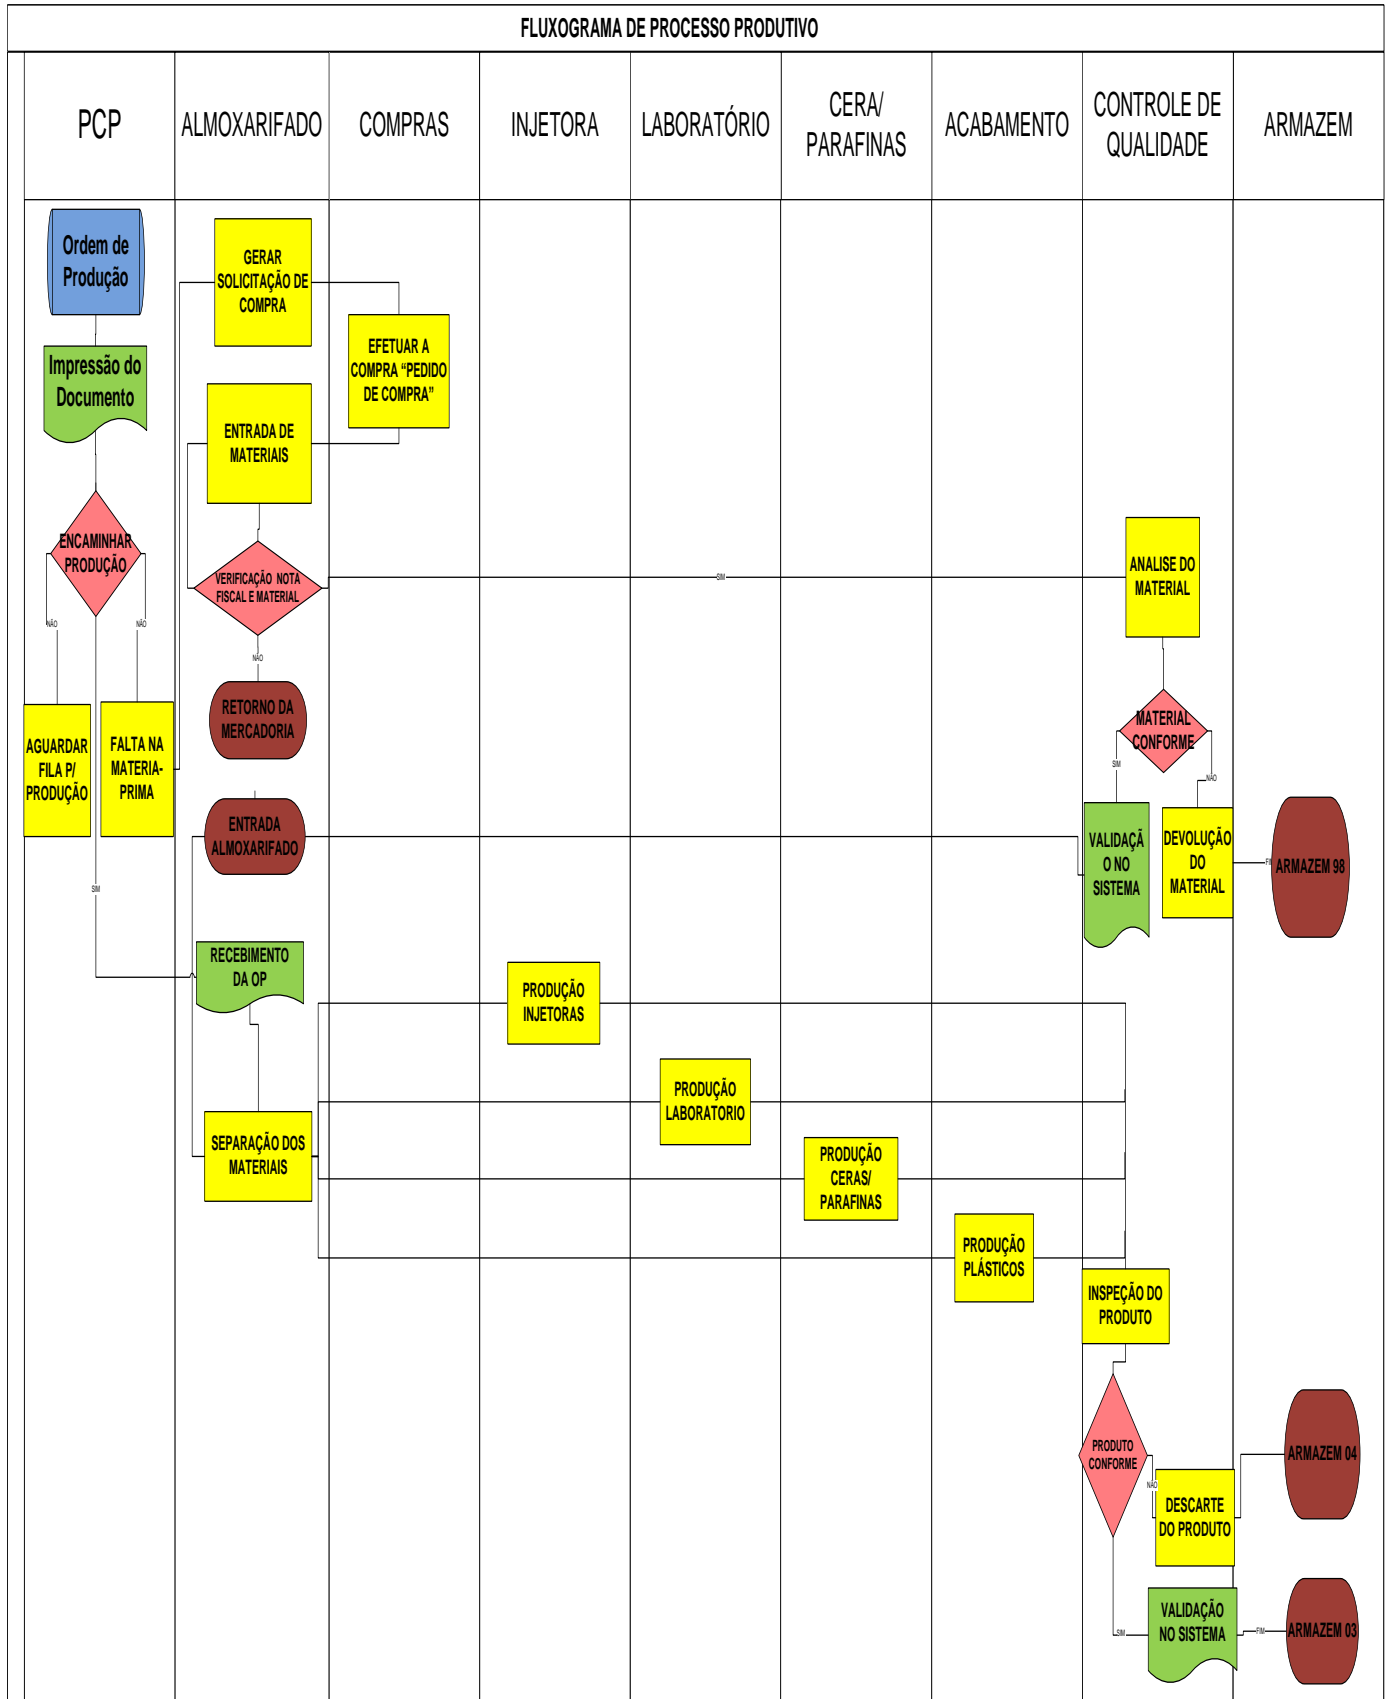 FLUXOGRAMA DE PROCESSO PRODUTIVO
PCP
ALMOXARIFADO
COMPRAS
INJETORA
LABORATÓRIO
CERA/
PARAFINAS
ACABAMENTO
CONTROLE DE
QUALIDADE
ARMAZEM
Ordem de
Produção
Impressão do
Documento
ENCAMINHAR
PRODUÇÃO
NÃO
NÃO
AGUARDAR
FILA P/
PRODUÇÃO
FALTA NA
MATERIA-
PRIMA
SIM
GERAR
SOLICITAÇÃO DE
COMPRA
EFETUAR A
COMPRA “PEDIDO
DE COMPRA”
ENTRADA DE
MATERIAIS
VERIFICAÇÃO NOTA
FISCAL E MATERIAL
SIM
NÃO
RETORNO DA
MERCADORIA
ENTRADA
ALMOXARIFADO
ANALISE DO
MATERIAL
MATERIAL
CONFORME
SIM
NÃO
VALIDAÇÃ
O NO
SISTEMA
DEVOLUÇÃO
DO
MATERIAL
FIM
ARMAZEM 98
RECEBIMENTO
DA OP
SEPARAÇÃO DOS
MATERIAIS
PRODUÇÃO
INJETORAS
PRODUÇÃO
LABORATORIO
PRODUÇÃO
CERAS/
PARAFINAS
PRODUÇÃO
PLÁSTICOS
INSPEÇÃO DO
PRODUTO
PRODUTO
CONFORME
NÃO
DESCARTE
DO PRODUTO
ARMAZEM 04
SIM
VALIDAÇÃO
NO SISTEMA
FIM
ARMAZEM 03